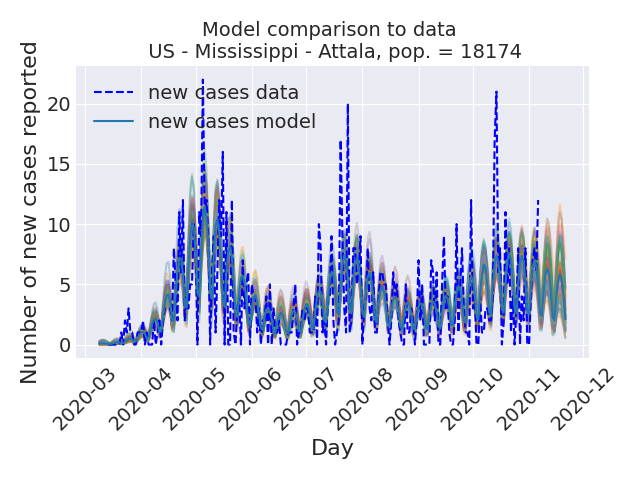 Model comparison to data
US - Mississippi - Attala, pop. = 18174
Number of new cases reported
new cases data
new cases model
20
15
10
5
0
2020-03
2020-04
2020-05
2020-06
2020-07
2020-08
2020-09
2020-10
2020-11
2020-12
Day